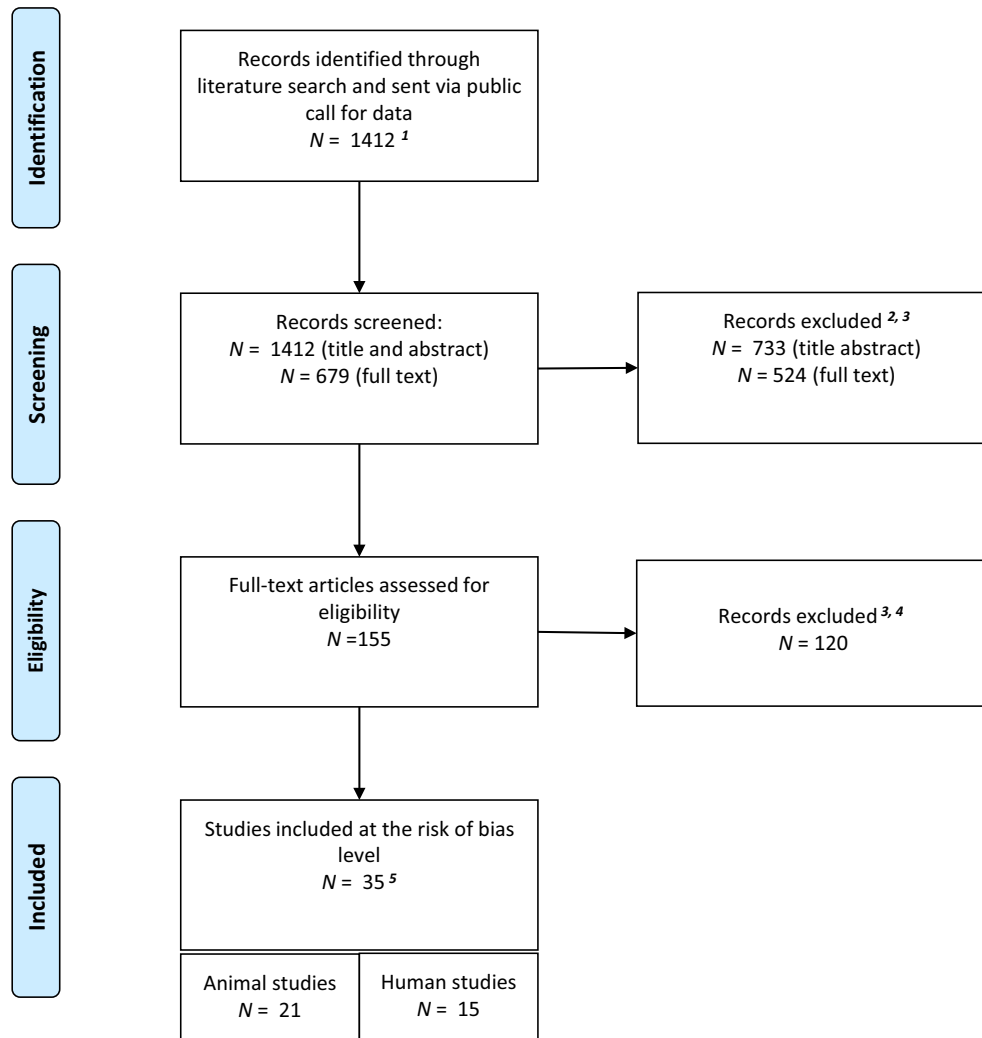 Identification
Records identified through
literature search and sent via public
call for data
N = 1412 1
Screening
Records screened:
N = 1412 (title and abstract)
N = 679 (full text)
Records excluded 2, 3
N = 733 (title abstract)
N = 524 (full text)
Eligibility
Full-text articles assessed for
eligibility
N =155
Records excluded 3, 4
N = 120
Included
Studies included at the risk of bias
level
N = 35 5
Animal studies
N = 21
Human studies
N = 15